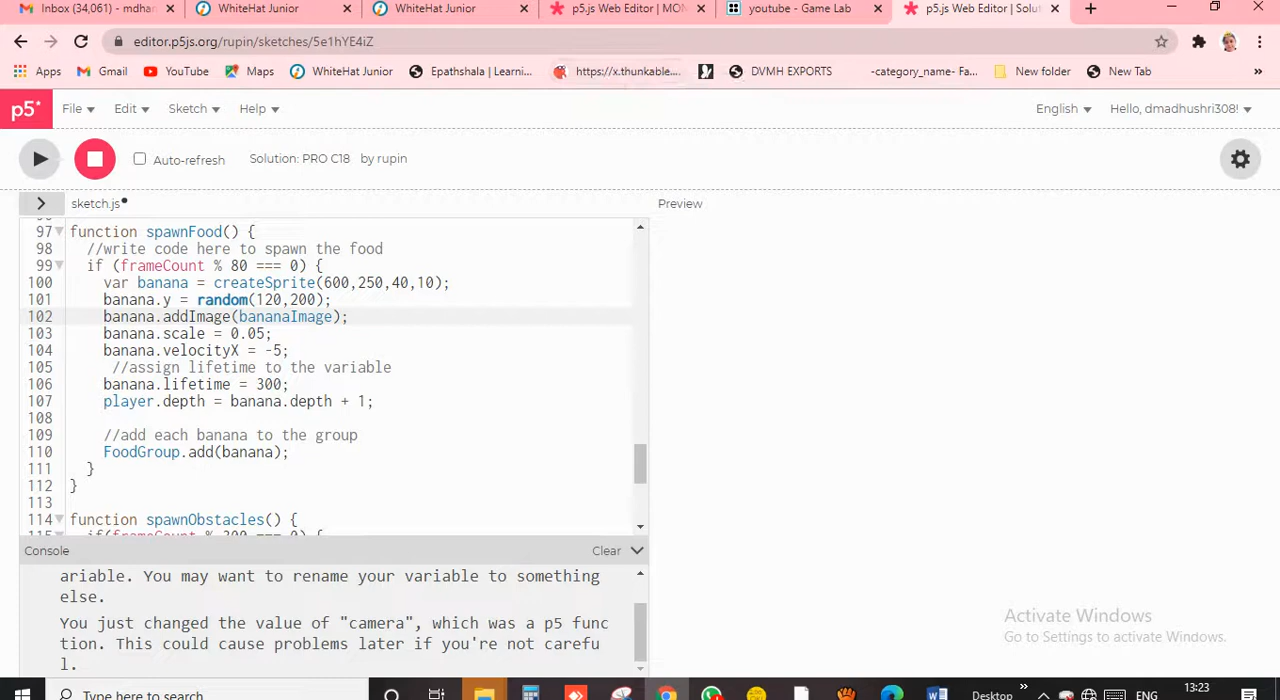 Inbox (34,061) - mdhan
WhiteHat Junior
WhiteHat Junior
p5.js Web Editor | MON
youtube - Game Lab
p5.js Web Editor | Solut
editor.p5js.org/rupin/sketches/5e1hYE4iZ
Apps
Gmail
YouTube
Maps
WhiteHat Junior
Epathshala | Learni...
https://x.thunkable....
DVMH EXPORTS
-category_name- Fa...
New folder
New Tab
»
p5*
File
Edit
Sketch
Help
English
Hello, dmadhushri308!
Auto-refresh
Solution: PRO C18
by rupin
sketch.js
Preview
97 function spawnFood() {
98 //write code here to spawn the food
99 if (frameCount % 80 === 0) {
100 var banana = createSprite(600,250,40,10);
101 banana.y = random(120,200);
102 banana.addImage(bananaImage);
103 banana.scale = 0.05;
104 banana.velocityX = -5;
105 //assign lifetime to the variable
106 banana.lifetime = 300;
107 player.depth = banana.depth + 1;
108
109 //add each banana to the group
110 FoodGroup.add(banana);
111 }
112 }
113
114 function spawnObstacles() {
115 if(frameCount % 300 === 0) {
Console
Clear
ariable. You may want to rename your variable to something
else.
You just changed the value of "camera", which was a p5 func
tion. This could cause problems later if you're not carefu
l.
Activate Windows
Go to Settings to activate Windows.
Type here to search
Desktop
»
ENG
13:23